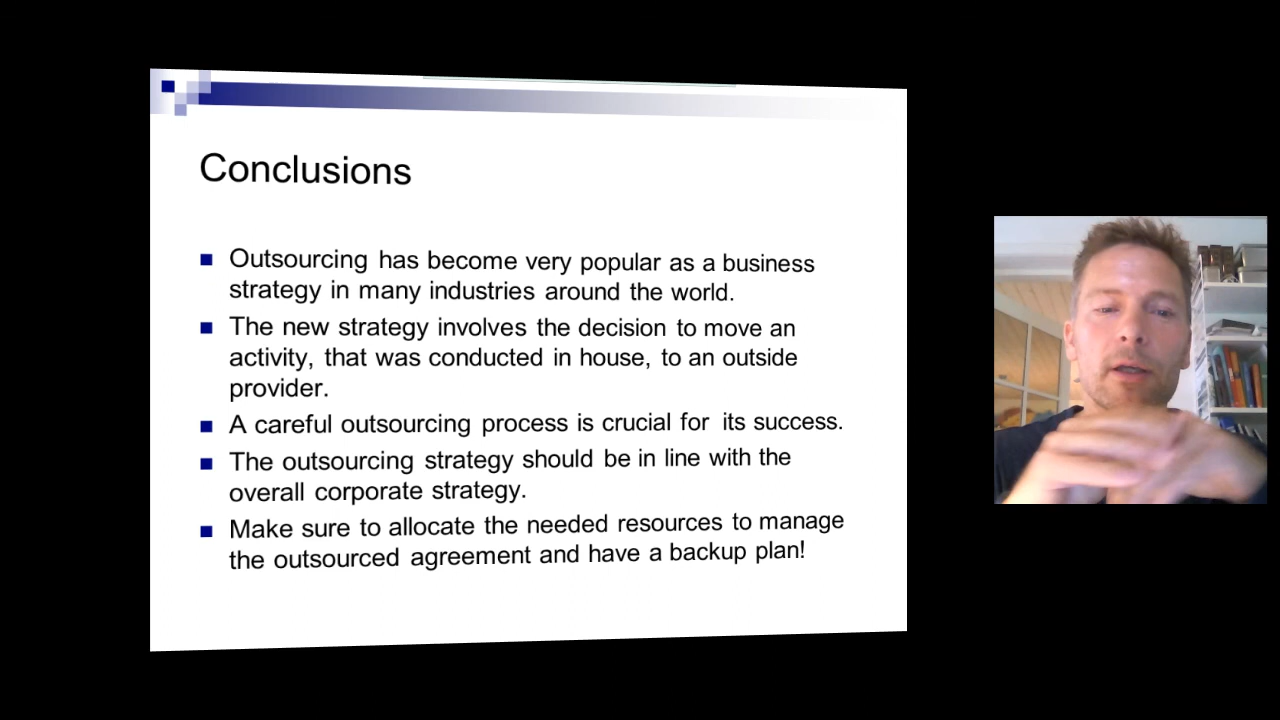 Conclusions
Outsourcing has become very popular as a business
strategy in many industries around the world.
The new strategy involves the decision to move an
activity, that was conducted in house, to an outside
provider.
A careful outsourcing process is crucial for its success.
The outsourcing strategy should be in line with the
overall corporate strategy.
Make sure to allocate the needed resources to manage
the outsourced agreement and have a backup plan!